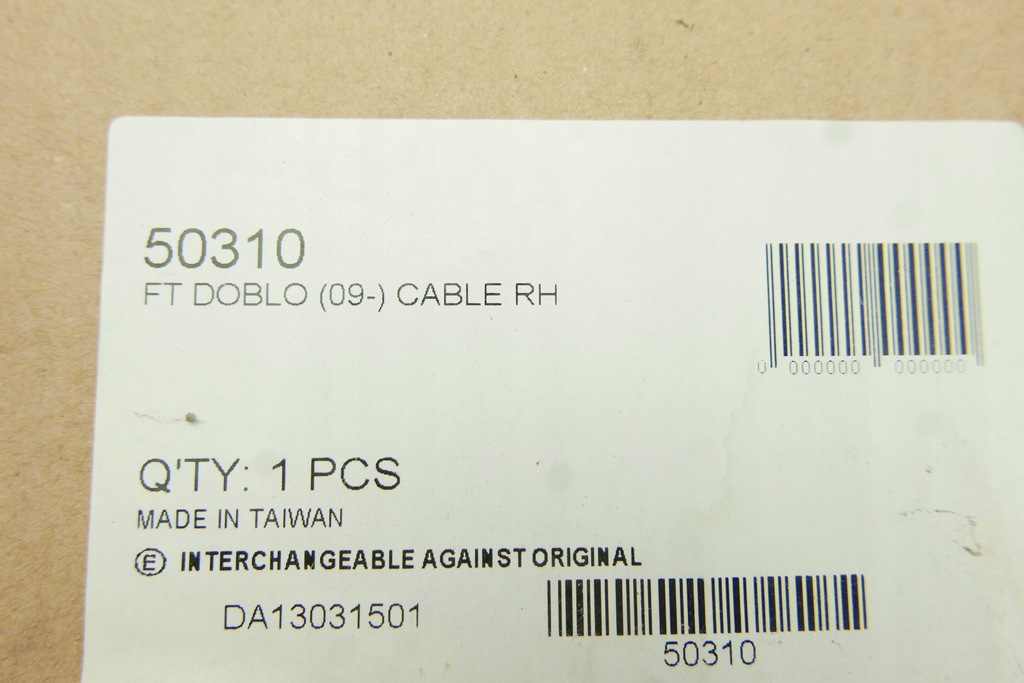 50310
FT DOBLO (09-) CABLE RH
0 000000 000000
Q'TY: 1 PCS
MADE IN TAIWAN
E INTERCHANGEABLE AGAINST ORIGINAL
DA13031501
50310